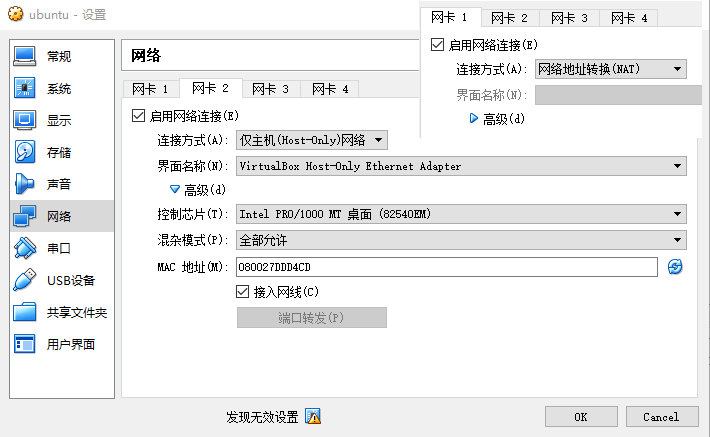 ubuntu - 设置
常规
系统
显示
存储
声音
网络
串口
USB设备
共享文件夹
用户界面
网络
网卡 1 网卡 2 网卡 3 网卡 4
启用网络连接(E)
连接方式(A): 仅主机(Host-Only)网络
界面名称(N): VirtualBox Host-Only Ethernet Adapter
高级(d)
控制芯片(T): Intel PRO/1000 MT 桌面 (82540EM)
混杂模式(P): 全部允许
MAC 地址(M): 080027DDD4CD
接入网线(C)
端口转发(P)
网卡 1 网卡 2 网卡 3 网卡 4
启用网络连接(E)
连接方式(A): 网络地址转换(NAT)
界面名称(N):
高级(d)
发现无效设置
OK Cancel